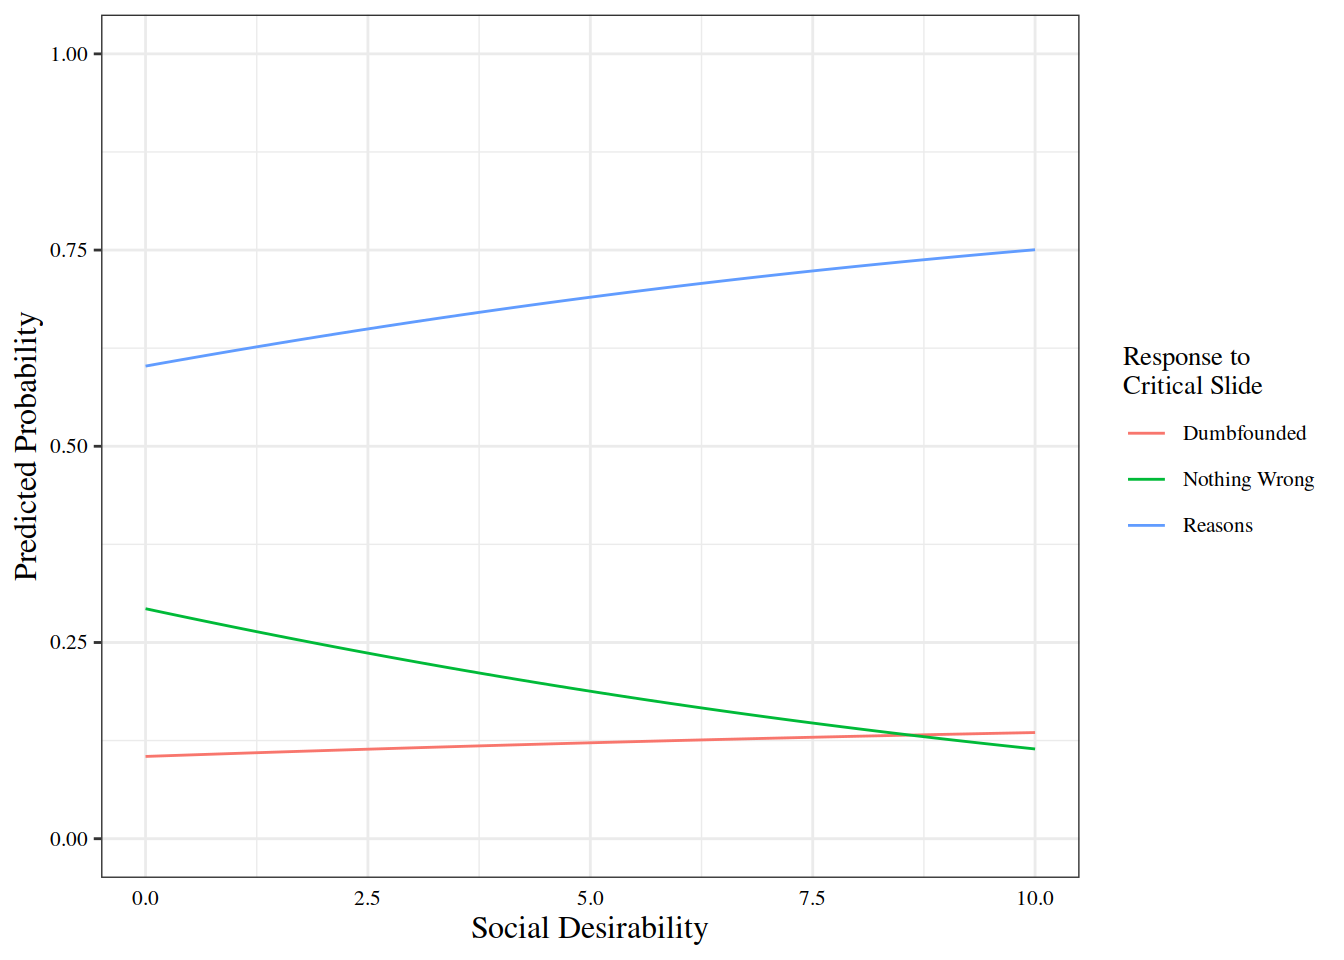 1.00
0.75
0.50
0.25
0.00
Predicted Probability
0.0
2.5
5.0
7.5
10.0
Social Desirability
Response to
Critical Slide
Dumbfounded
Nothing Wrong
Reasons